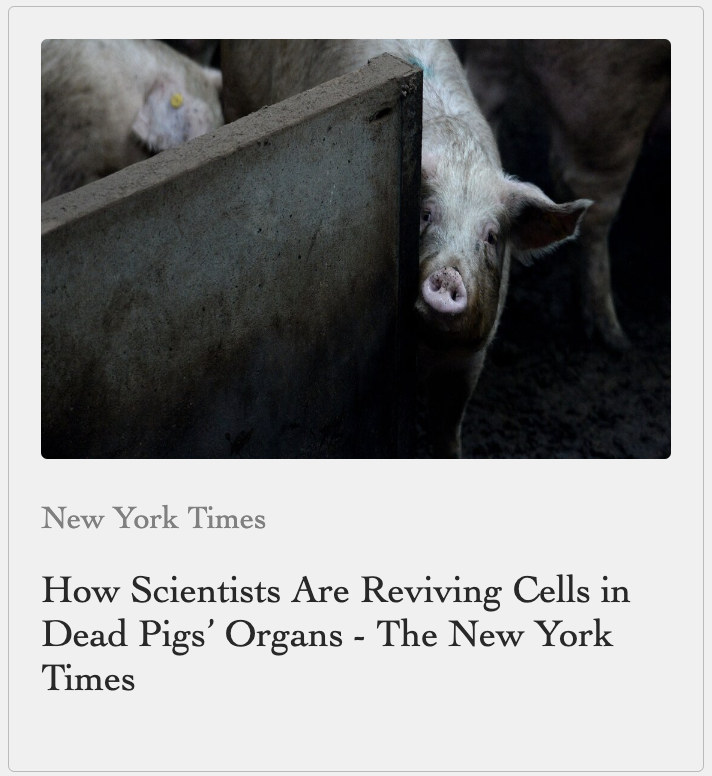 New York Times
How Scientists Are Reviving Cells in
Dead Pigs’ Organs - The New York
Times